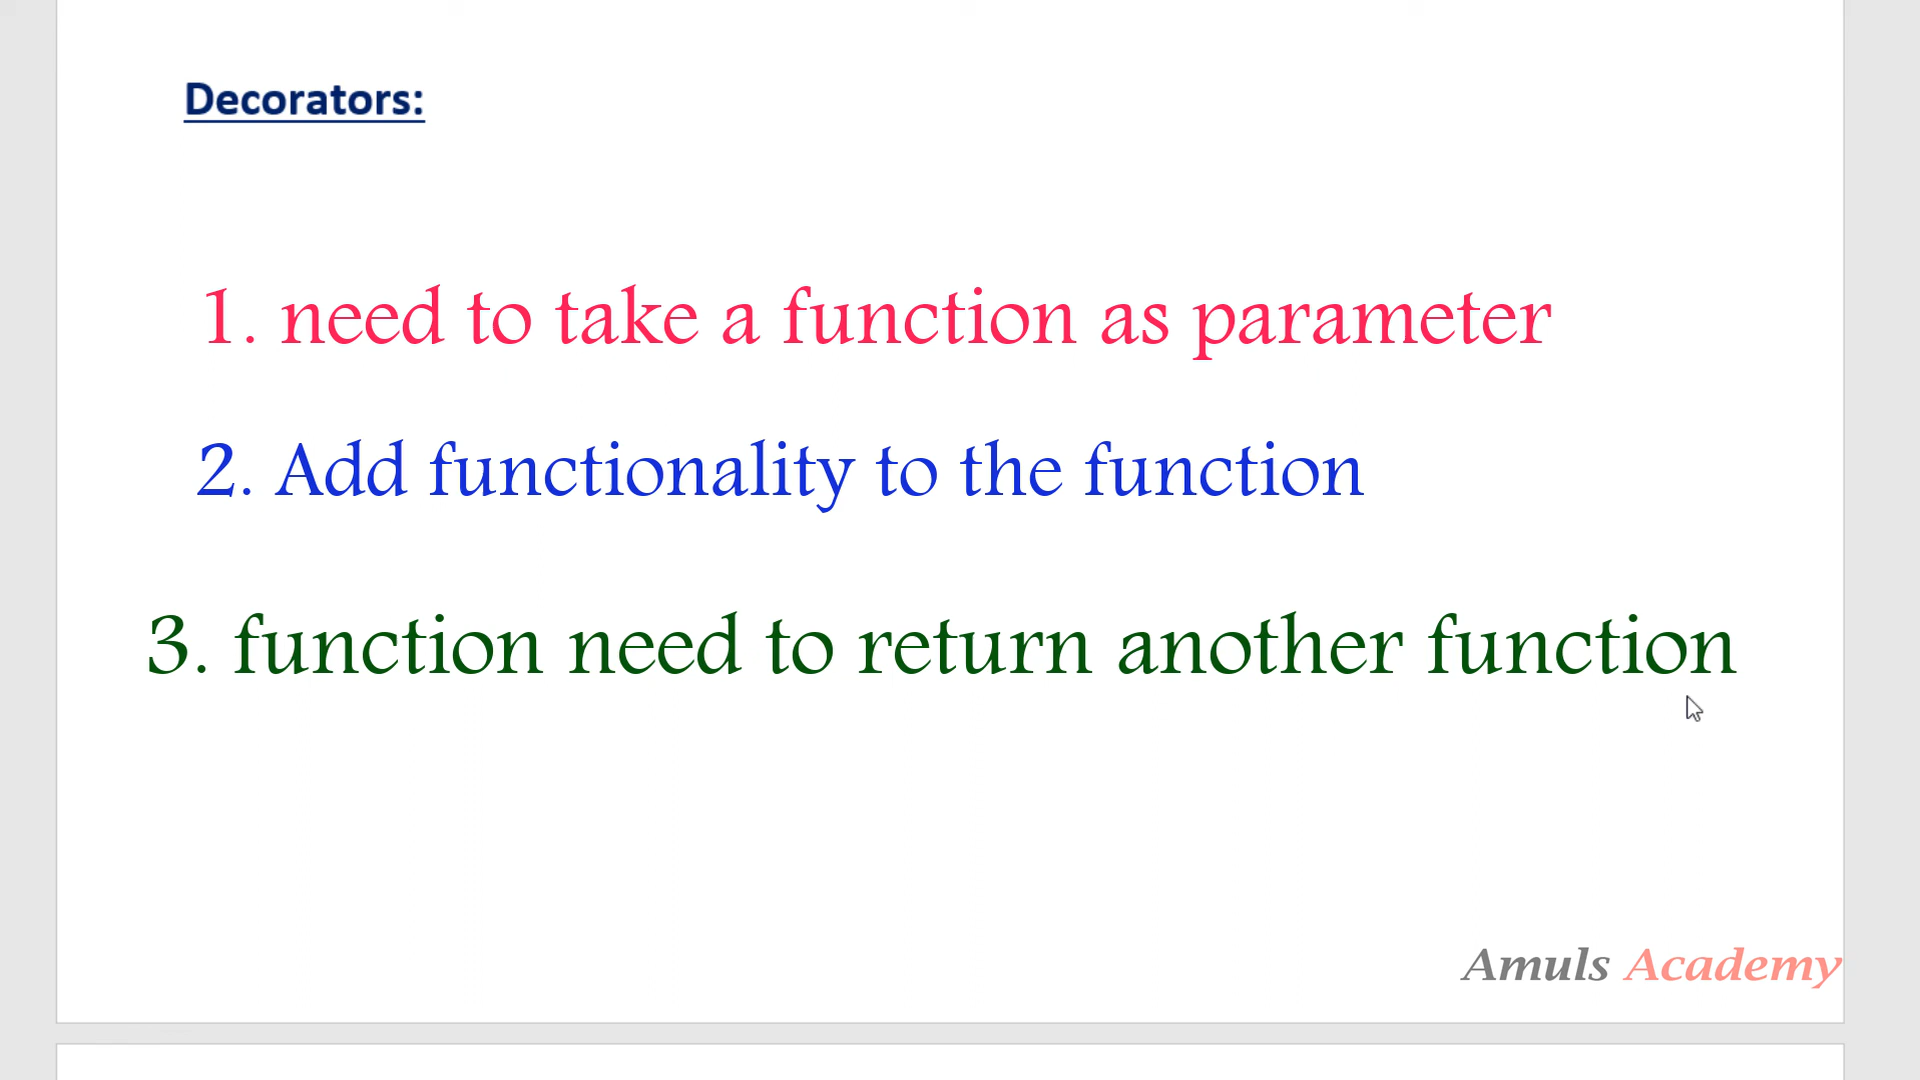 Decorators:
1. need to take a function as parameter
2. Add functionality to the function
3. function need to return another function
Amuls Academy